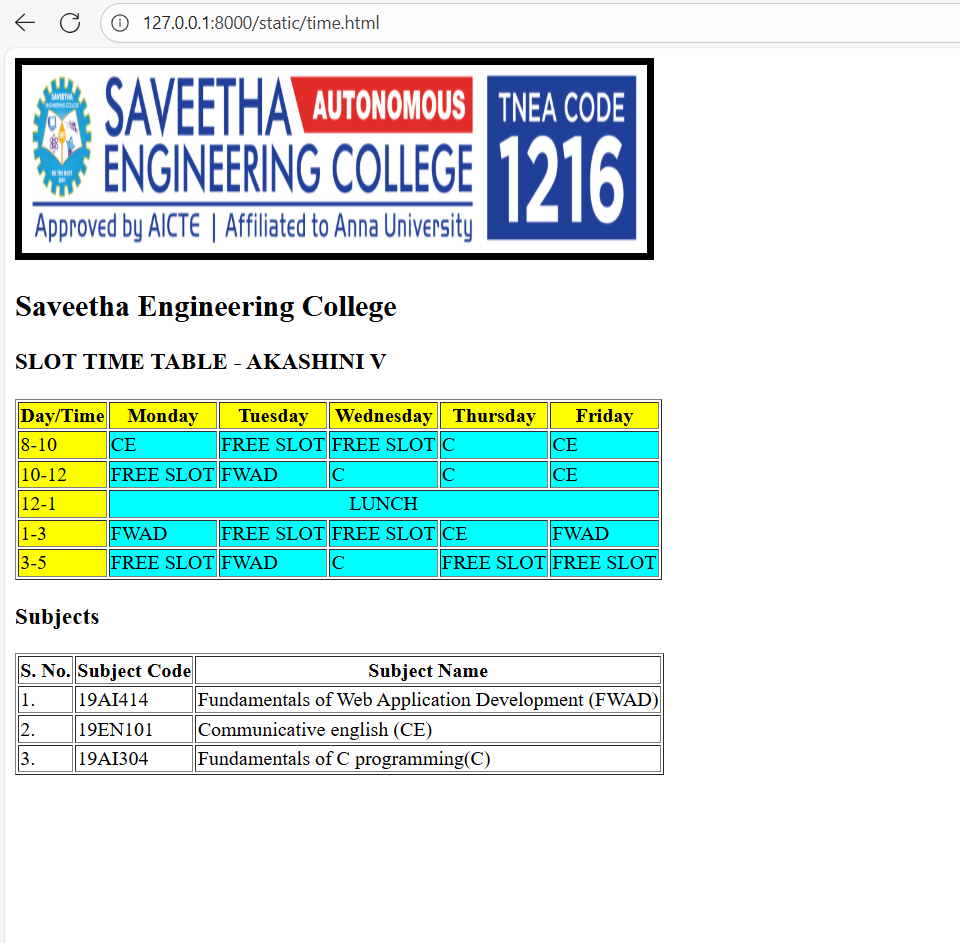 127.0.0.1:8000/static/time.html
SAVEETHA AUTONOMOUS
ENGINEERING COLLEGE
Approved by AICTE | Affiliated to Anna University
TNEA CODE
1216
Saveetha Engineering College
SLOT TIME TABLE - AKASHINI V
Day/Time Monday Tuesday Wednesday Thursday Friday
8-10 CE FREE SLOT FREE SLOT C CE
10-12 FREE SLOT FWAD C C CE
12-1 LUNCH
1-3 FWAD FREE SLOT FREE SLOT CE FWAD
3-5 FREE SLOT FWAD C FREE SLOT FREE SLOT
Subjects
S. No. Subject Code Subject Name
1. 19AI414 Fundamentals of Web Application Development (FWAD)
2. 19EN101 Communicative english (CE)
3. 19AI304 Fundamentals of C programming(C)